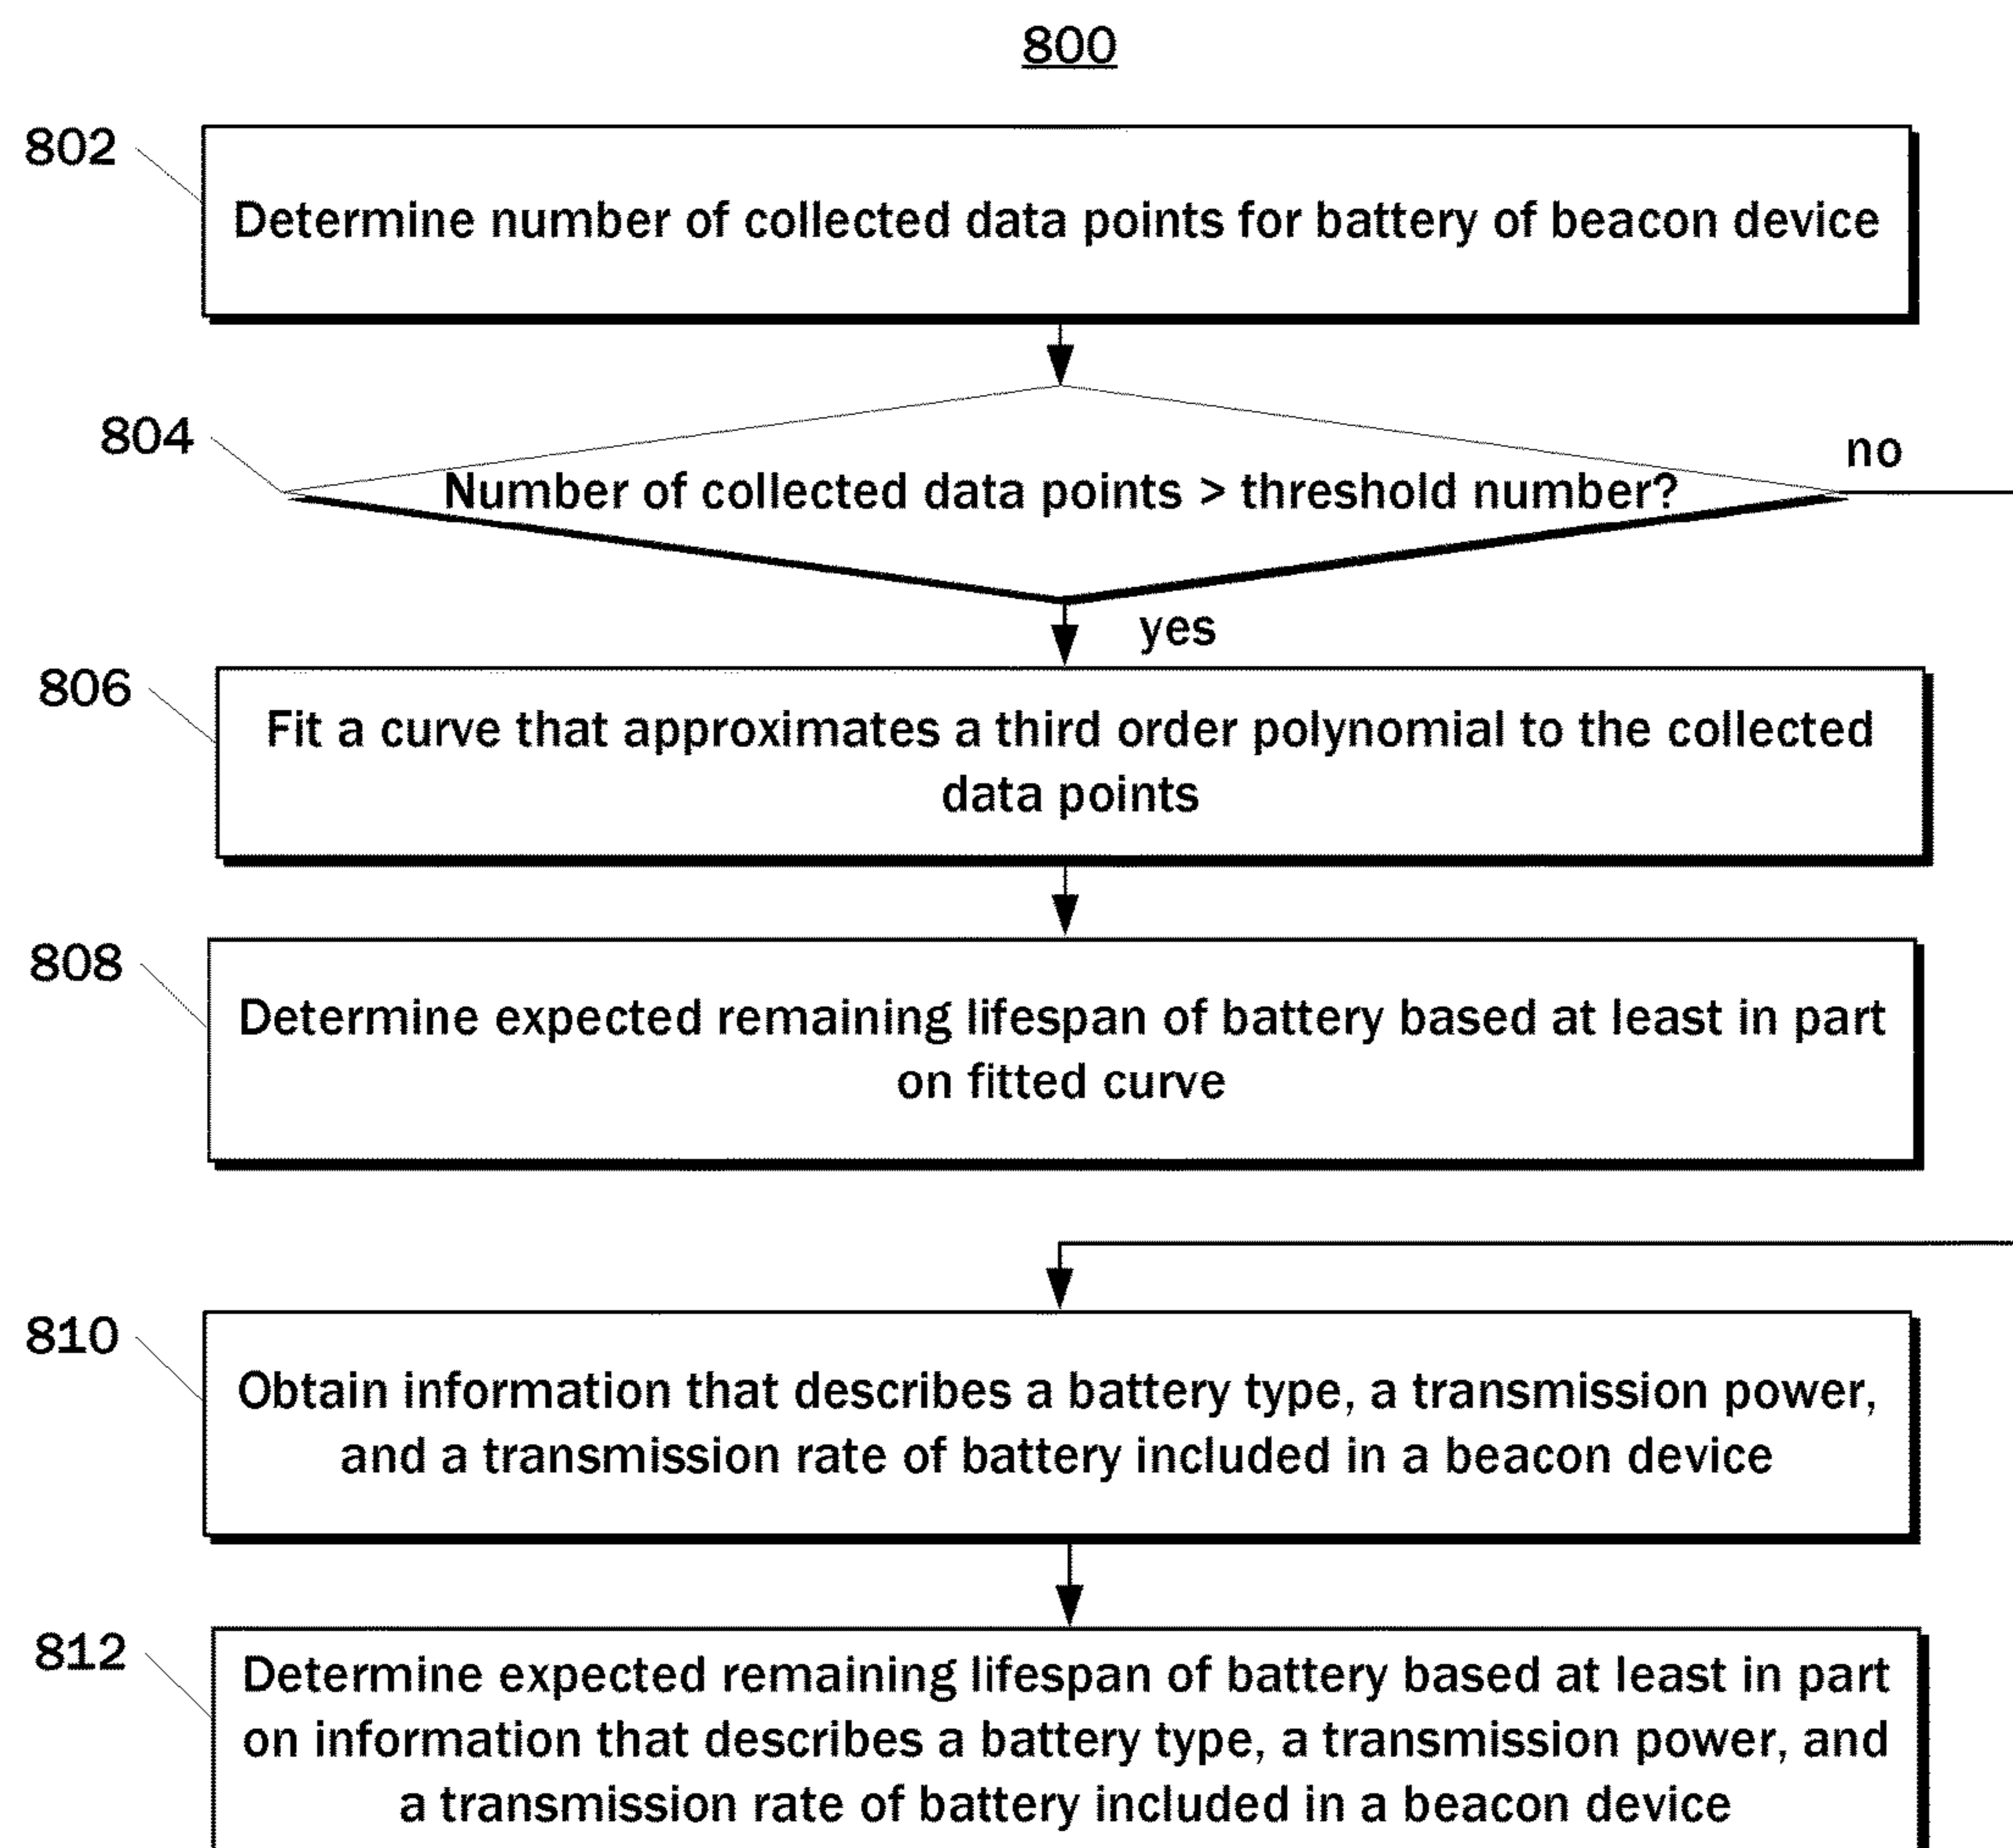 800
802
Determine number of collected data points for battery of beacon device
804
Number of collected data points > threshold number?
no
yes
806
Fit a curve that approximates a third order polynomial to the collected
data points
808
Determine expected remaining lifespan of battery based at least in part
on fitted curve
810
Obtain information that describes a battery type, a transmission power,
and a transmission rate of battery included in a beacon device
812
Determine expected remaining lifespan of battery based at least in part
on information that describes a battery type, a transmission power, and
a transmission rate of battery included in a beacon device